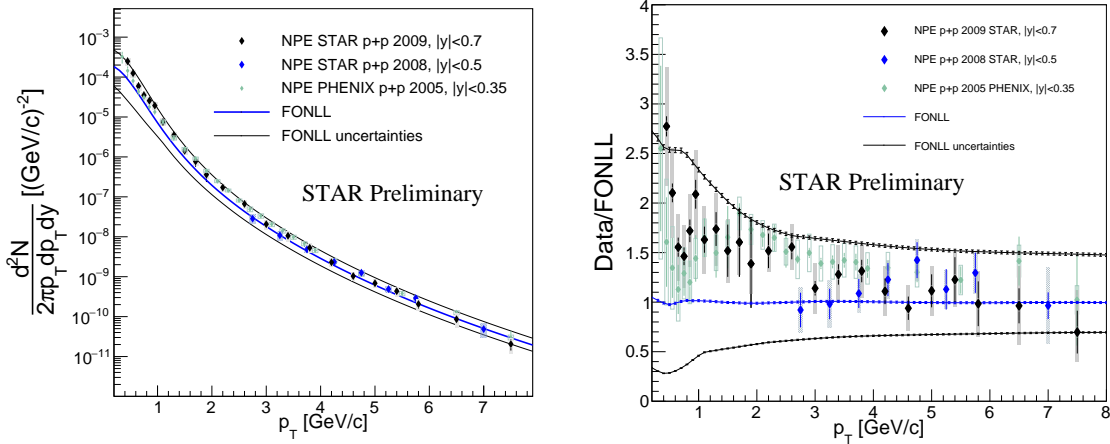 10⁻³
10⁻⁴
10⁻⁵
10⁻⁶
10⁻⁷
10⁻⁸
10⁻⁹
10⁻¹⁰
10⁻¹¹
d²N
2πp_T dp_T dy
[(GeV/c)⁻²]
NPE STAR p+p 2009, |y|<0.7
NPE STAR p+p 2008, |y|<0.5
NPE PHENIX p+p 2005, |y|<0.35
FONLL
FONLL uncertainties
STAR Preliminary
1 2 3 4 5 6 7
p_T [GeV/c]
Data/FONLL
4
3.5
3
2.5
2
1.5
1
0.5
0
NPE p+p 2009 STAR, |y|<0.7
NPE p+p 2008 STAR, |y|<0.5
NPE p+p 2005 PHENIX, |y|<0.35
FONLL
FONLL uncertainties
STAR Preliminary
1 2 3 4 5 6 7 8
p_T [GeV/c]